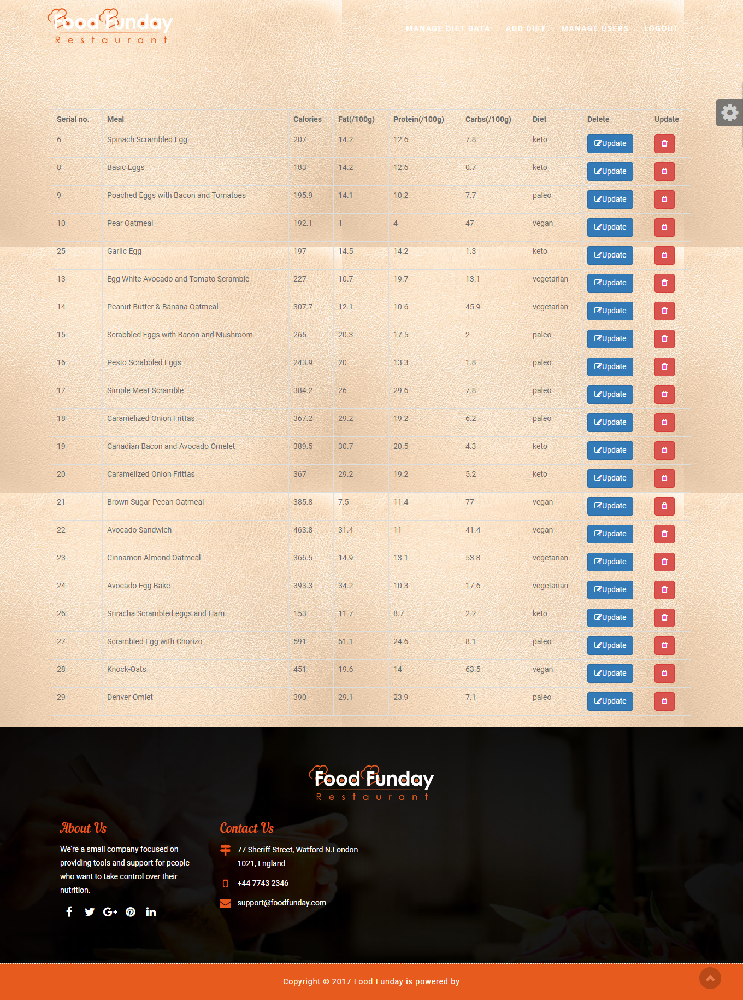 Food Funday
Restaurant
MANAGE DIET DATA ADD DIET MANAGE USERS LOGOUT
Serial no. Meal Calories Fat(/100g) Protein(/100g) Carbs(/100g) Diet Delete Update
6 Spinach Scrambled Egg 207 14.2 12.6 7.8 keto Update
8 Basic Eggs 183 14.2 12.6 0.7 keto Update
9 Poached Eggs with Bacon and Tomatoes 195.9 14.1 10.2 7.7 paleo Update
10 Pear Oatmeal 192.1 1 4 47 vegan Update
25 Garlic Egg 197 14.5 14.2 1.3 keto Update
13 Egg White Avocado and Tomato Scramble 227 10.7 19.7 13.1 vegetarian Update
14 Peanut Butter & Banana Oatmeal 307.7 12.1 10.6 45.9 vegetarian Update
15 Scrabbled Eggs with Bacon and Mushroom 265 20.3 17.5 2 paleo Update
16 Pesto Scrabbled Eggs 243.9 20 13.3 1.8 paleo Update
17 Simple Meat Scramble 384.2 26 29.6 7.8 paleo Update
18 Caramelized Onion Frittas 367.2 29.2 19.2 6.2 paleo Update
19 Canadian Bacon and Avocado Omelet 389.5 30.7 20.5 4.3 keto Update
20 Caramelized Onion Frittas 367 29.2 19.2 5.2 keto Update
21 Brown Sugar Pecan Oatmeal 385.8 7.5 11.4 77 vegan Update
22 Avocado Sandwich 463.8 31.4 11 41.4 vegan Update
23 Cinnamon Almond Oatmeal 366.5 14.9 13.1 53.8 vegetarian Update
24 Avocado Egg Bake 393.3 34.2 10.3 17.6 vegetarian Update
26 Sriracha Scrambled eggs and Ham 153 11.7 8.7 2.2 keto Update
27 Scrambled Egg with Chorizo 591 51.1 24.6 8.1 paleo Update
28 Knock-Oats 451 19.6 14 63.5 vegan Update
29 Denver Omlet 390 29.1 23.9 7.1 paleo Update
Food Funday
Restaurant
About Us
We're a small company focused on
providing tools and support for people
who want to take control over their
nutrition.
Contact Us
77 Sheriff Street, Watford N.London
1021, England
+44 7743 2346
support@foodfunday.com
Copyright © 2017 Food Funday is powered by